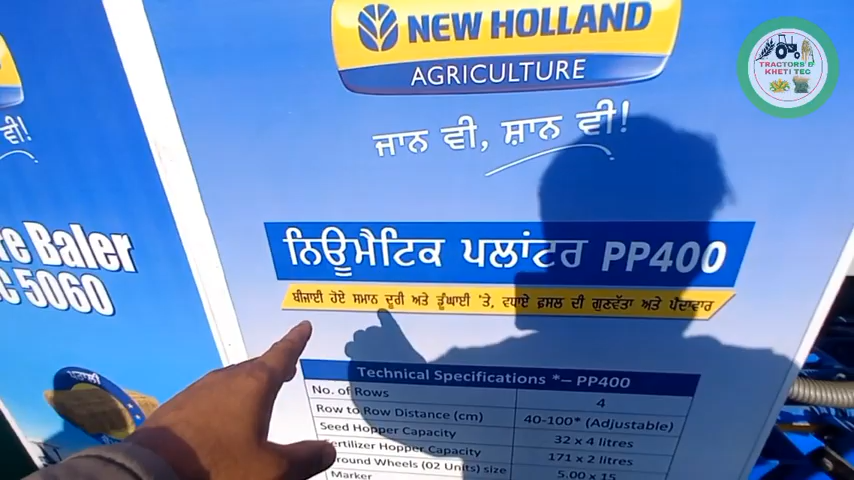 NEW HOLLAND
AGRICULTURE
ਜਾਨ ਵੀ, ਸ਼ਾਨ ਵੀ!
ਨਿਊਮੈਟਿਕ ਪਲਾਂਟਰ PP400
ਬੀਜਾਈ ਹੋਏ ਸਮਾਨ ਦੂਰੀ ਅਤੇ ਡੂੰਘਾਈ 'ਤੇ, ਵਧਾਏ ਫ਼ਸਲ ਦੀ ਗੁਣਵੱਤਾ ਅਤੇ ਪੈਦਾਵਾਰ
Technical Specifications *– PP400
No. of Rows 4
Row to Row Distance (cm) 40-100* (Adjustable)
Seed Hopper Capacity 32 x 4 litres
Fertilizer Hopper Capacity 171 x 2 litres
Ground Wheels (02 Units) size 5.00 x 15
Marker
ਵੀ!
Baler
5060
TRACTORS &
KHETI TEC